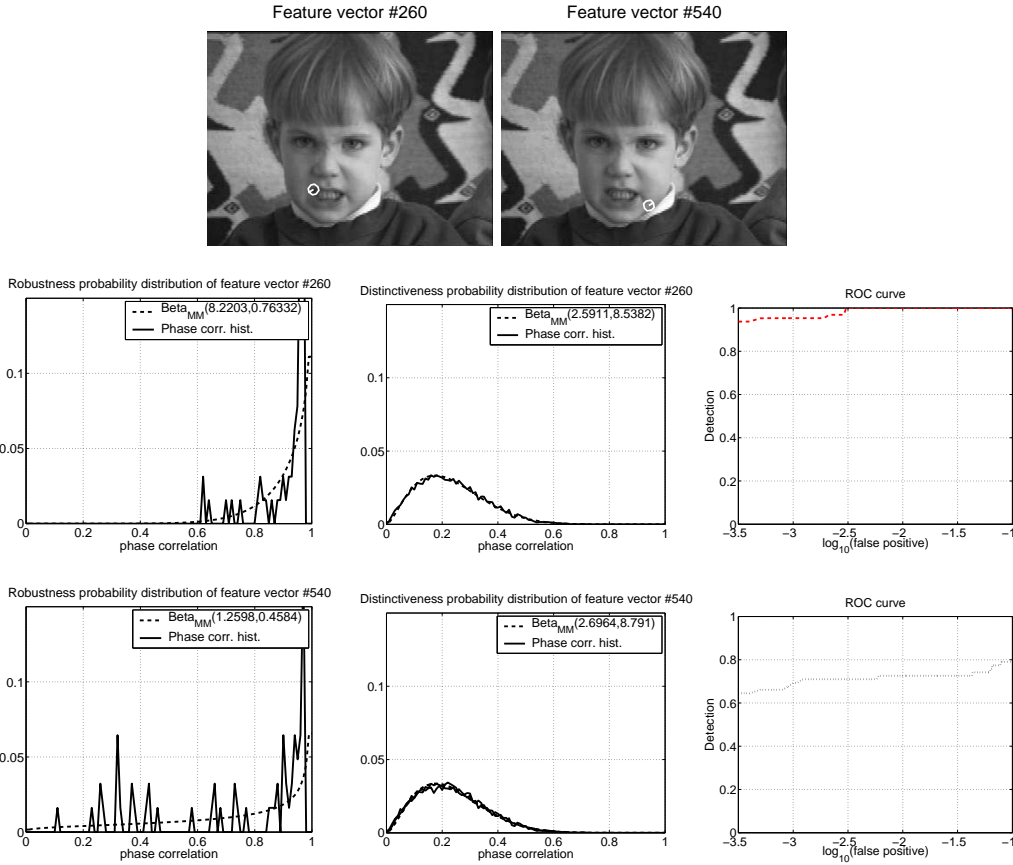 Feature vector #260
Feature vector #540
Robustness probability distribution of feature vector #260
Beta_MM(8.2203,0.76332)
Phase corr. hist.
0.1
0.05
0
0 0.2 0.4 0.6 0.8 1
phase correlation
Distinctiveness probability distribution of feature vector #260
Beta_MM(2.5911,8.5382)
Phase corr. hist.
0.1
0.05
0
0 0.2 0.4 0.6 0.8 1
phase correlation
ROC curve
Detection
1
0.8
0.6
0.4
0.2
0
−3.5 −3 −2.5 −2 −1.5 −1
log_10(false positive)
Robustness probability distribution of feature vector #540
Beta_MM(1.2598,0.4584)
Phase corr. hist.
0.1
0.05
0
0 0.2 0.4 0.6 0.8 1
phase correlation
Distinctiveness probability distribution of feature vector #540
Beta_MM(2.6964,8.791)
Phase corr. hist.
0.1
0.05
0
0 0.2 0.4 0.6 0.8 1
phase correlation
ROC curve
Detection
1
0.8
0.6
0.4
0.2
0
−3.5 −3 −2.5 −2 −1.5 −1
log_10(false positive)